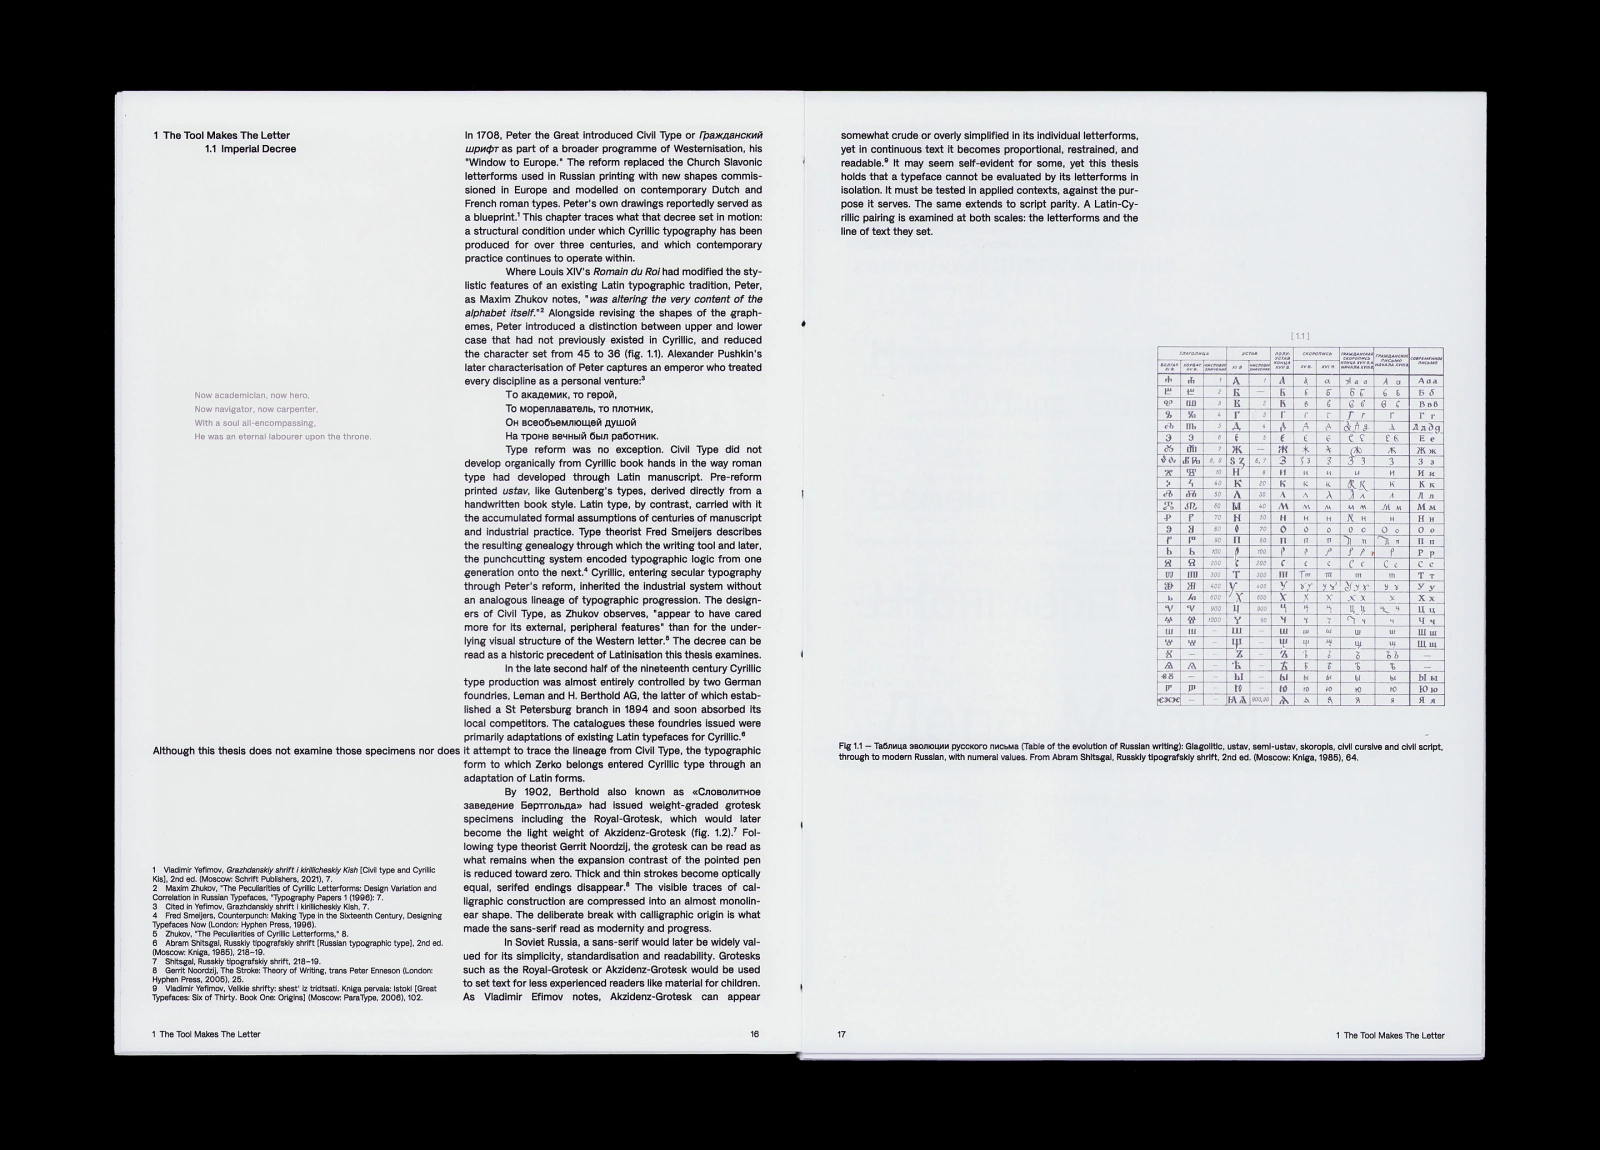 1 The Tool Makes The Letter
1.1 Imperial Decree
In 1708, Peter the Great introduced Civil Type or Гражданский
шрифт as part of a broader programme of Westernisation, his
"Window to Europe." The reform replaced the Church Slavonic
letterforms used in Russian printing with new shapes commis-
sioned in Europe and modelled on contemporary Dutch and
French roman types. Peter's own drawings reportedly served as
a blueprint.¹ This chapter traces what that decree set in motion:
a structural condition under which Cyrillic typography has been
produced for over three centuries, and which contemporary
practice continues to operate within.
Where Louis XIV's Romain du Roi had modified the sty-
listic features of an existing Latin typographic tradition, Peter,
as Maxim Zhukov notes, "was altering the very content of the
alphabet itself."² Alongside revising the shapes of the graph-
emes, Peter introduced a distinction between upper and lower
case that had not previously existed in Cyrillic, and reduced
the character set from 45 to 36 (fig. 1.1). Alexander Pushkin's
later characterisation of Peter captures an emperor who treated
every discipline as a personal venture:³
Now academician, now hero,
Now navigator, now carpenter,
With a soul all-encompassing,
He was an eternal labourer upon the throne.
То академик, то герой,
То мореплаватель, то плотник,
Он всеобъемлющей душой
На троне вечный был работник.
Type reform was no exception. Civil Type did not
develop organically from Cyrillic book hands in the way roman
type had developed through Latin manuscript. Pre-reform
printed ustav, like Gutenberg's types, derived directly from a
handwritten book style. Latin type, by contrast, carried with it
the accumulated formal assumptions of centuries of manuscript
and industrial practice. Type theorist Fred Smeijers describes
the resulting genealogy through which the writing tool and later,
the punchcutting system encoded typographic logic from one
generation onto the next.⁴ Cyrillic, entering secular typography
through Peter's reform, inherited the industrial system without
an analogous lineage of typographic progression. The design-
ers of Civil Type, as Zhukov observes, "appear to have cared
more for its external, peripheral features" than for the under-
lying visual structure of the Western letter.⁵ The decree can be
read as a historic precedent of Latinisation this thesis examines.
In the late second half of the nineteenth century Cyrillic
type production was almost entirely controlled by two German
foundries, Leman and H. Berthold AG, the latter of which estab-
lished a St Petersburg branch in 1894 and soon absorbed its
local competitors. The catalogues these foundries issued were
primarily adaptations of existing Latin typefaces for Cyrillic.⁶
Although this thesis does not examine those specimens nor does it attempt to trace the lineage from Civil Type, the typographic
form to which Zerko belongs entered Cyrillic type through an
adaptation of Latin forms.
By 1902, Berthold also known as «Словолитное
заведение Бертгольда» had issued weight-graded grotesk
specimens including the Royal-Grotesk, which would later
become the light weight of Akzidenz-Grotesk (fig. 1.2).⁷ Fol-
lowing type theorist Gerrit Noordzij, the grotesk can be read as
what remains when the expansion contrast of the pointed pen
is reduced toward zero. Thick and thin strokes become optically
equal, serifed endings disappear.⁸ The visible traces of cal-
ligraphic construction are compressed into an almost monolin-
ear shape. The deliberate break with calligraphic origin is what
made the sans-serif read as modernity and progress.
In Soviet Russia, a sans-serif would later be widely val-
ued for its simplicity, standardisation and readability. Grotesks
such as the Royal-Grotesk or Akzidenz-Grotesk would be used
to set text for less experienced readers like material for children.
As Vladimir Efimov notes, Akzidenz-Grotesk can appear
1 Vladimir Yefimov, Grazhdanskiy shrift i kirillicheskiy Kish [Civil type and Cyrillic
Kis], 2nd ed. (Moscow: Schrift Publishers, 2021), 7.
2 Maxim Zhukov, "The Peculiarities of Cyrillic Letterforms: Design Variation and
Correlation in Russian Typefaces, "Typography Papers 1 (1996): 7.
3 Cited in Yefimov, Grazhdanskiy shrift i kirillicheskiy Kish, 7.
4 Fred Smeijers, Counterpunch: Making Type in the Sixteenth Century, Designing
Typefaces Now (London: Hyphen Press, 1996).
5 Zhukov, "The Peculiarities of Cyrillic Letterforms," 8.
6 Abram Shitsgal, Russkiy tipografskiy shrift [Russian typographic type], 2nd ed.
(Moscow: Kniga, 1985), 218–19.
7 Shitsgal, Russkiy tipografskiy shrift, 218–19.
8 Gerrit Noordzij, The Stroke: Theory of Writing, trans Peter Enneson (London:
Hyphen Press, 2005), 25.
9 Vladimir Yefimov, Velikie shrifty: shest' iz tridtsati. Kniga pervaia: Istoki [Great
Typefaces: Six of Thirty. Book One: Origins] (Moscow: ParaType, 2006), 102.
1 The Tool Makes The Letter
16
somewhat crude or overly simplified in its individual letterforms,
yet in continuous text it becomes proportional, restrained, and
readable.⁹ It may seem self-evident for some, yet this thesis
holds that a typeface cannot be evaluated by its letterforms in
isolation. It must be tested in applied contexts, against the pur-
pose it serves. The same extends to script parity. A Latin-Cy-
rillic pairing is examined at both scales: the letterforms and the
line of text they set.
[ 1.1 ]
ГЛАГОЛИЦА УСТАВ ПОЛУ-УСТАВ КОНЦА XVII В. СКОРОПИСЬ СОВРЕМЕННОЕ ПИСЬМО
Fig 1.1 – Таблица эволюции русского письма (Table of the evolution of Russian writing): Glagolitic, ustav, semi-ustav, skoropis, civil cursive and civil script,
through to modern Russian, with numeral values. From Abram Shitsgal, Russkiy tipografskiy shrift, 2nd ed. (Moscow: Kniga, 1985), 64.
17
1 The Tool Makes The Letter